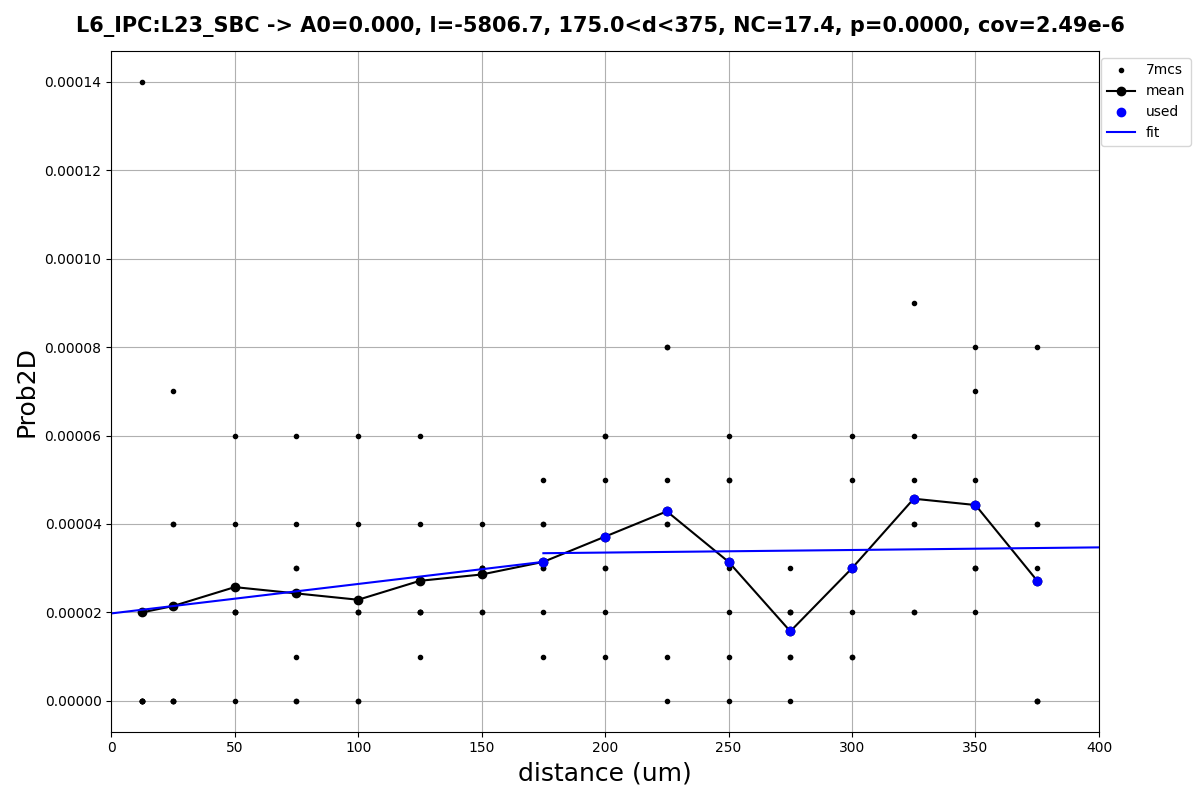 L6_IPC:L23_SBC -> A0=0.000, l=-5806.7, 175.0<d<375, NC=17.4, p=0.0000, cov=2.49e-6
7mcs
mean
used
fit
Prob2D
0.00014
0.00012
0.00010
0.00008
0.00006
0.00004
0.00002
0.00000
0 50 100 150 200 250 300 350 400
distance (um)